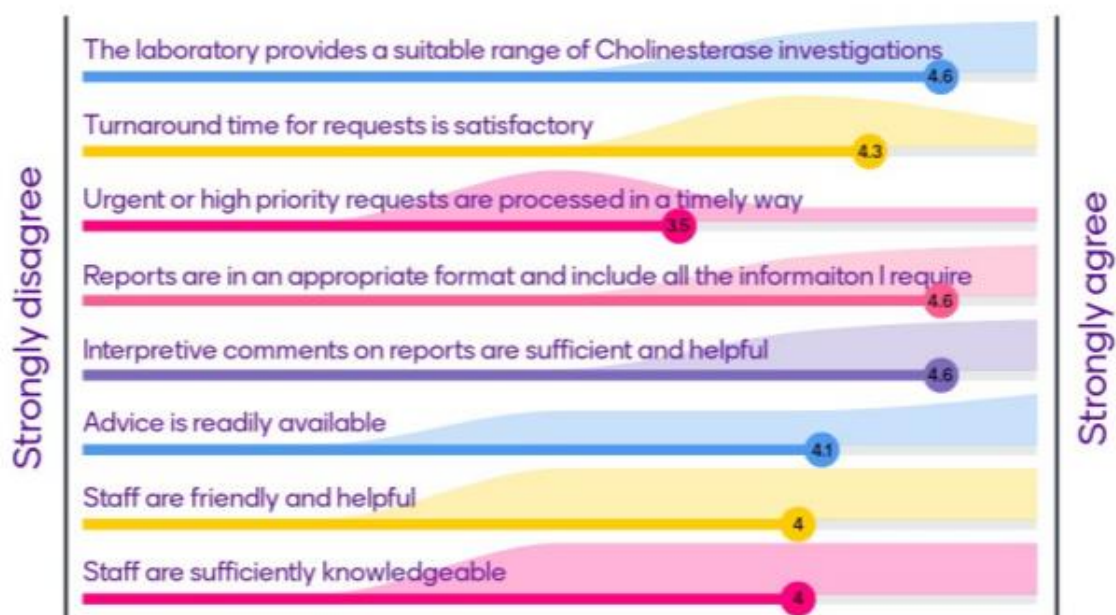 Strongly disagree
The laboratory provides a suitable range of Cholinesterase investigations
4.6
Turnaround time for requests is satisfactory
4.3
Urgent or high priority requests are processed in a timely way
3.5
Reports are in an appropriate format and include all the informaiton I require
4.6
Interpretive comments on reports are sufficient and helpful
4.6
Advice is readily available
4.1
Staff are friendly and helpful
4
Staff are sufficiently knowledgeable
4
Strongly agree